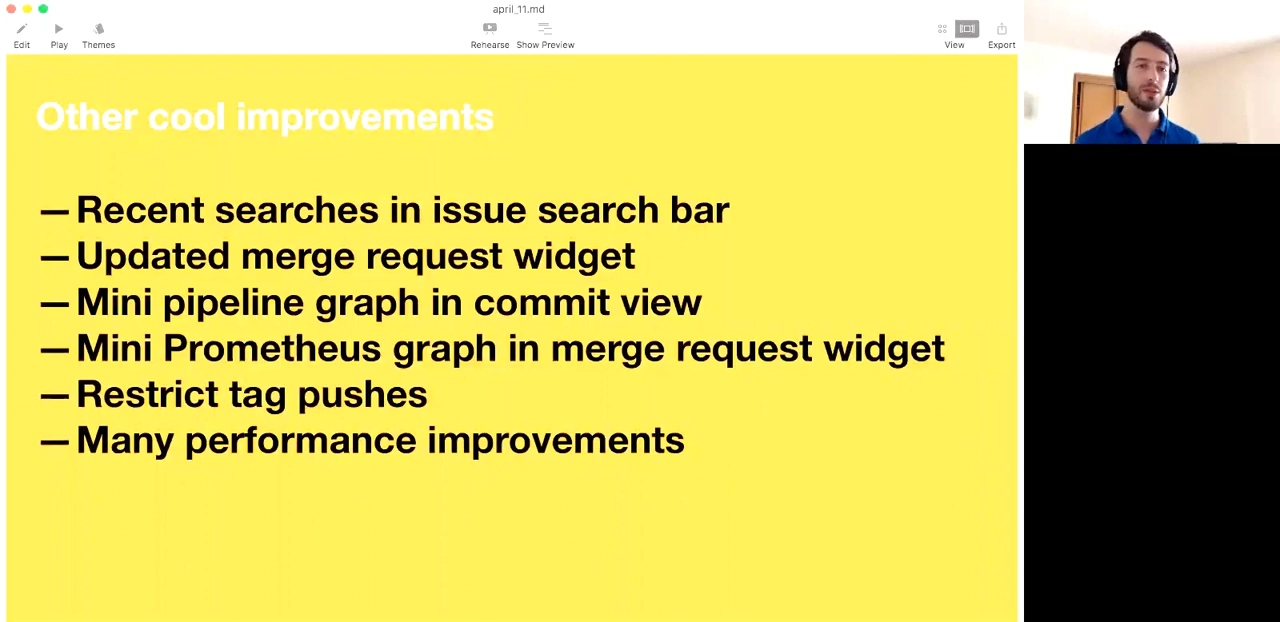 april_11.md
Edit
Play
Themes
Rehearse
Show Preview
View
Export
Other cool improvements
— Recent searches in issue search bar
— Updated merge request widget
— Mini pipeline graph in commit view
— Mini Prometheus graph in merge request widget
— Restrict tag pushes
— Many performance improvements